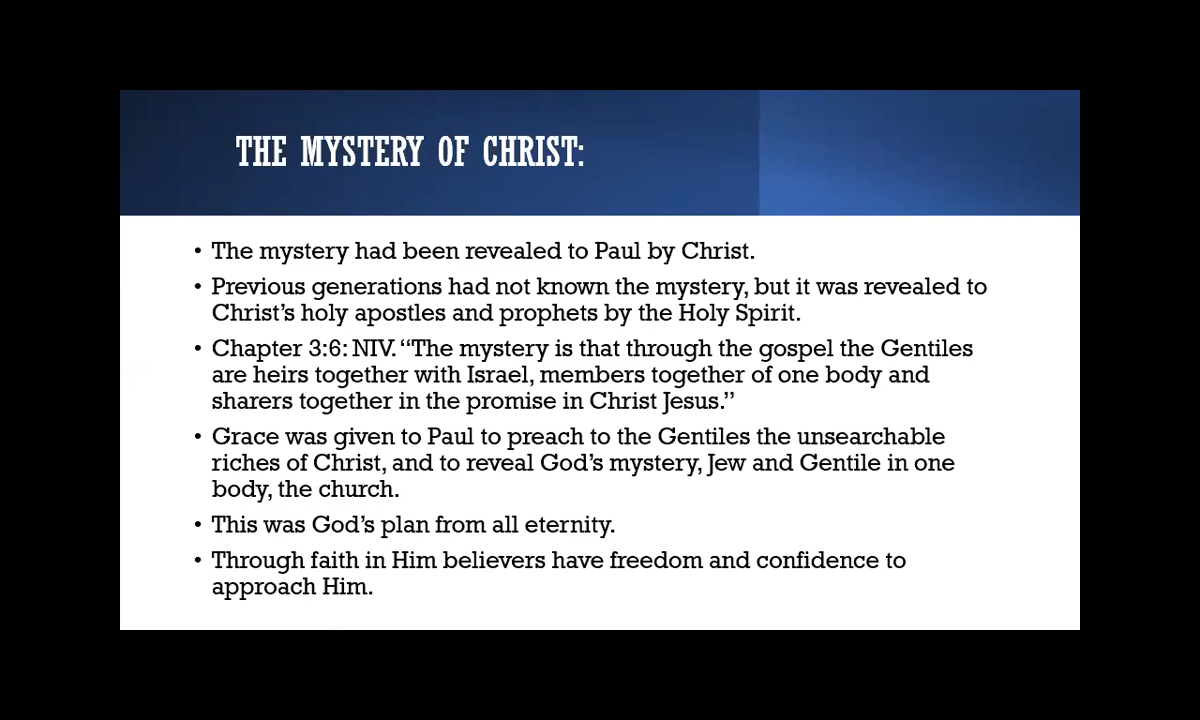 THE MYSTERY OF CHRIST:
• The mystery had been revealed to Paul by Christ.
• Previous generations had not known the mystery, but it was revealed to
Christ’s holy apostles and prophets by the Holy Spirit.
• Chapter 3:6: NIV. “The mystery is that through the gospel the Gentiles
are heirs together with Israel, members together of one body and
sharers together in the promise in Christ Jesus.”
• Grace was given to Paul to preach to the Gentiles the unsearchable
riches of Christ, and to reveal God’s mystery, Jew and Gentile in one
body, the church.
• This was God’s plan from all eternity.
• Through faith in Him believers have freedom and confidence to
approach Him.